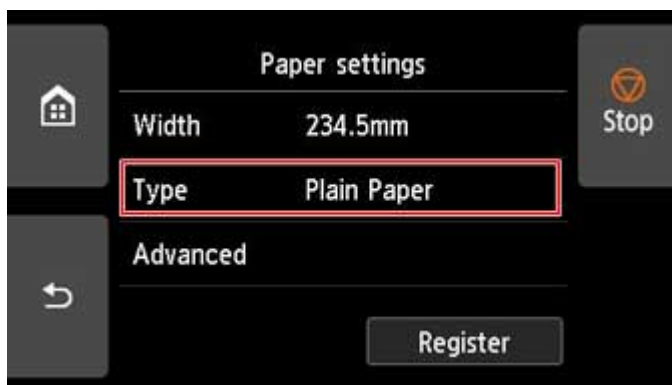 Paper settings
Width 234.5mm
Stop
Type Plain Paper
Advanced
Register